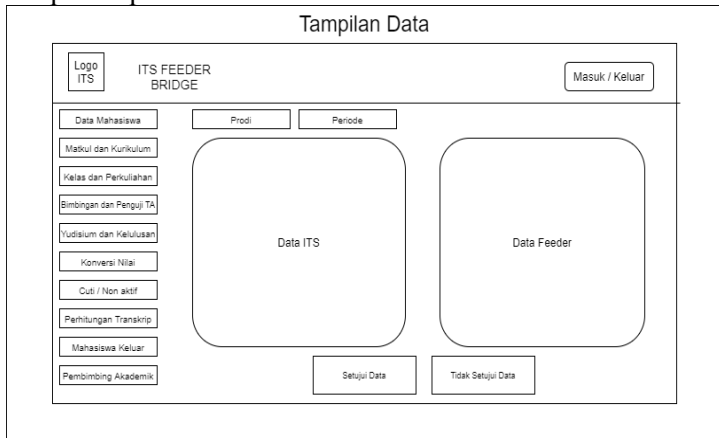 Tampilan Data
Logo
ITS
ITS FEEDER
BRIDGE
Masuk / Keluar
Data Mahasiswa
Prodi
Periode
Matkul dan Kurikulum
Kelas dan Perkuliahan
Bimbingan dan Penguji TA
Yudisium dan Kelulusan
Konversi Nilai
Cuti / Non aktif
Perhitungan Transkrip
Mahasiswa Keluar
Pembimbing Akademik
Data ITS
Data Feeder
Setujui Data
Tidak Setujui Data